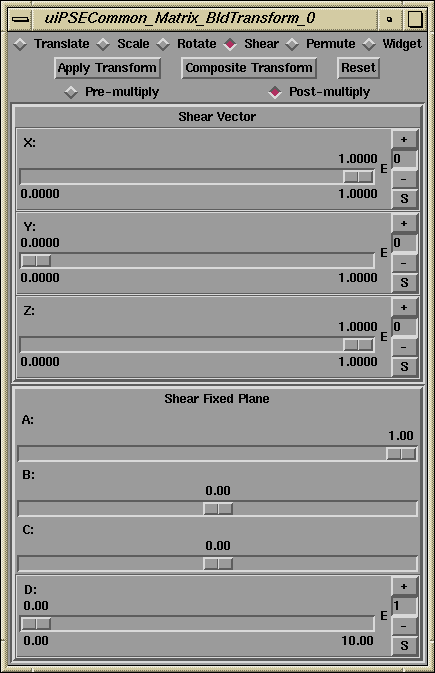 uiPSECommon_Matrix_BldTransform_0
Translate Scale Rotate Shear Permute Widget
Apply Transform Composite Transform Reset
Pre-multiply Post-multiply
Shear Vector
X:
+
1.0000 E 0
-
0.0000 1.0000 S
Y:
+
0.0000 E 0
-
0.0000 1.0000 S
Z:
+
1.0000 E 0
-
0.0000 1.0000 S
Shear Fixed Plane
A:
1.00
B:
0.00
C:
0.00
D:
+
0.00 E 1
-
0.00 10.00 S